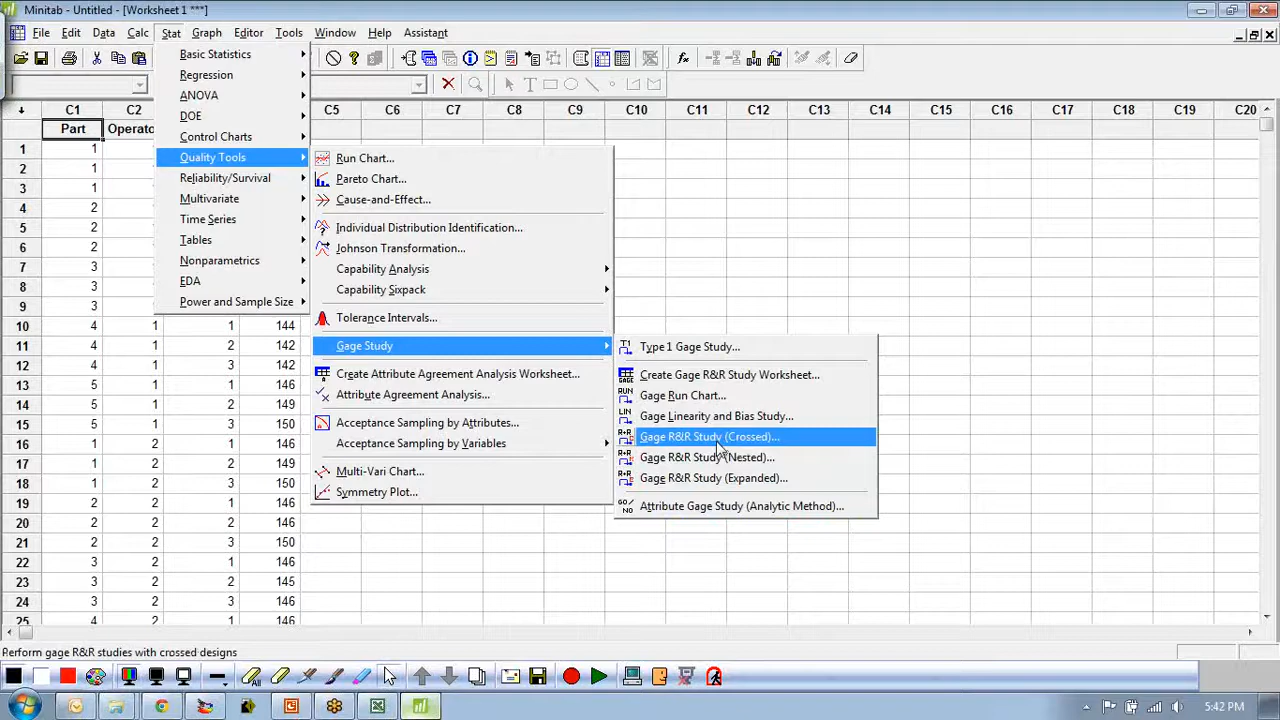 Minitab - Untitled - [Worksheet 1 ***]
File Edit Data Calc Stat Graph Editor Tools Window Help Assistant
Basic Statistics
Regression
ANOVA
DOE
Control Charts
Quality Tools
Reliability/Survival
Multivariate
Time Series
Tables
Nonparametrics
EDA
Power and Sample Size
Run Chart...
Pareto Chart...
Cause-and-Effect...
Individual Distribution Identification...
Johnson Transformation...
Capability Analysis
Capability Sixpack
Tolerance Intervals...
Gage Study
Create Attribute Agreement Analysis Worksheet...
Attribute Agreement Analysis...
Acceptance Sampling by Attributes...
Acceptance Sampling by Variables
Multi-Vari Chart...
Symmetry Plot...
Type 1 Gage Study...
Create Gage R&R Study Worksheet...
Gage Run Chart...
Gage Linearity and Bias Study...
Gage R&R Study (Crossed)...
Gage R&R Study (Nested)...
Gage R&R Study (Expanded)...
Attribute Gage Study (Analytic Method)...
C1 C2 C5 C6 C7 C8 C9 C10 C11 C12 C13 C14 C15 C16 C17 C18 C19 C20
Part Operato
1 1
2 1
3 1
4 2
5 2
6 2
7 3
8 3
9 3
10 4 1 1 144
11 4 1 2 142
12 4 1 3 142
13 5 1 1 146
14 5 1 2 149
15 5 1 3 150
16 1 2 1 146
17 1 2 2 149
18 1 2 3 150
19 2 2 1 146
20 2 2 2 149
21 2 2 3 150
22 3 2 1 146
23 3 2 2 146
24 3 2 3 146
25 4 2 1 146
Perform gage R&R studies with crossed designs
5:42 PM